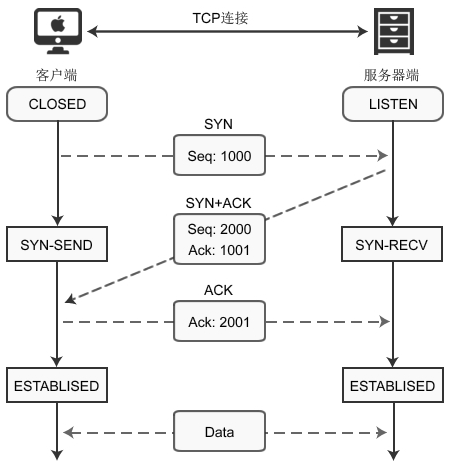 TCP连接
客户端
服务器端
CLOSED
LISTEN
SYN
Seq: 1000
SYN+ACK
Seq: 2000
Ack: 1001
SYN-SEND
SYN-RECV
ACK
Ack: 2001
ESTABLISED
ESTABLISED
Data